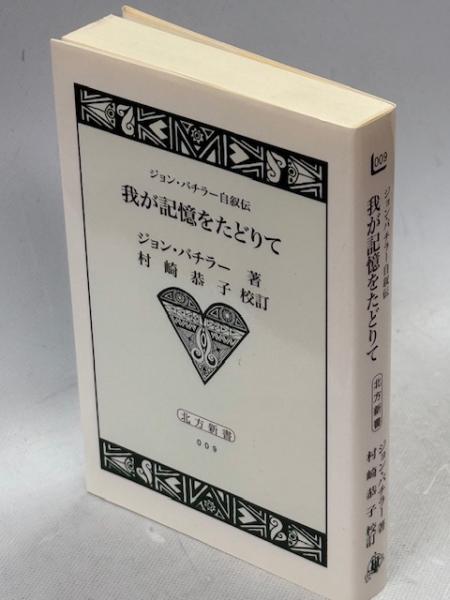 ジョン・バチラー自叙伝
我が記憶をたどりて
ジョン・バチラー 著
村崎恭子 校訂
北方新書
009
009
ジョン・バチラー自叙伝
我が記憶をたどりて
北方新書
ジョン・バチラー 著
村崎恭子 校訂